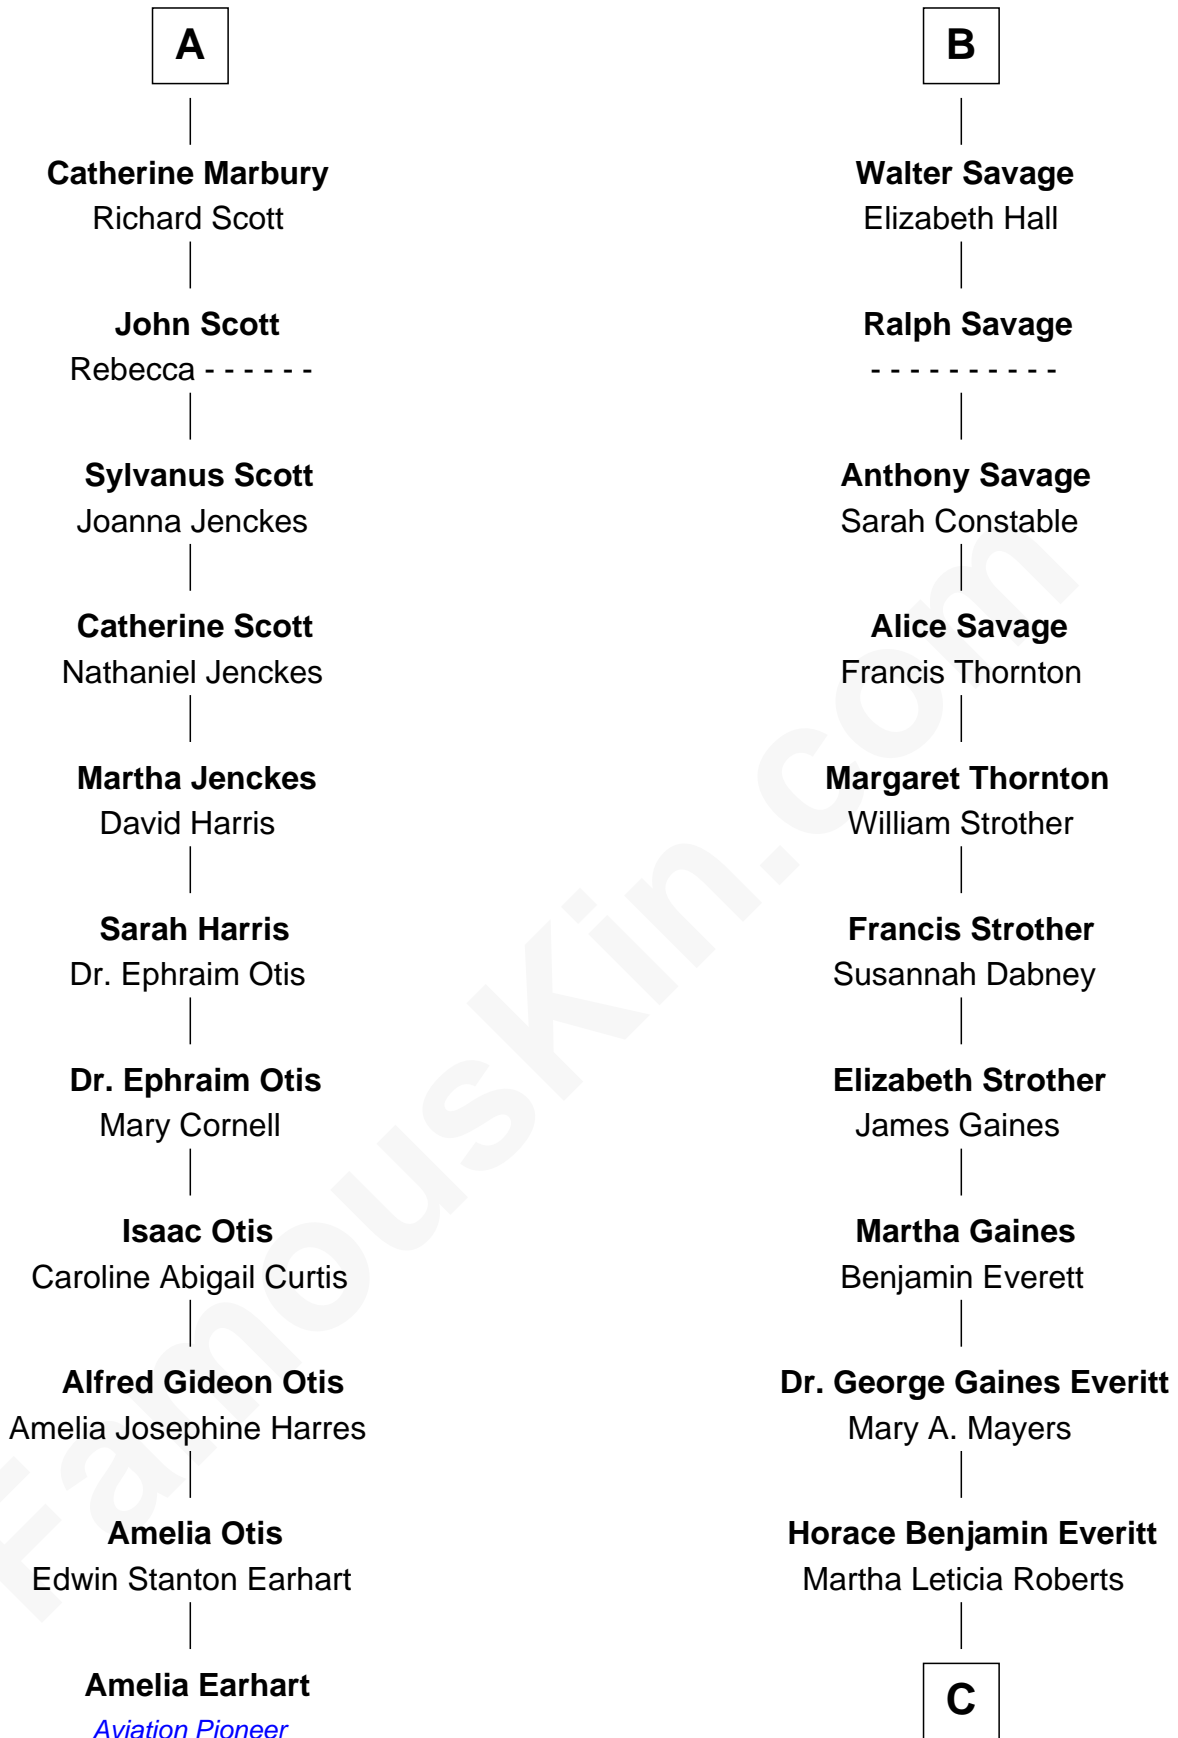 A
Catherine Marbury
Richard Scott
John Scott
Rebecca - - - - - -
Sylvanus Scott
Joanna Jenckes
Catherine Scott
Nathaniel Jenckes
Martha Jenckes
David Harris
Sarah Harris
Dr. Ephraim Otis
Dr. Ephraim Otis
Mary Cornell
Isaac Otis
Caroline Abigail Curtis
Alfred Gideon Otis
Amelia Josephine Harres
Amelia Otis
Edwin Stanton Earhart
Amelia Earhart
Aviation Pioneer
B
Walter Savage
Elizabeth Hall
Ralph Savage
- - - - - - - - - -
Anthony Savage
Sarah Constable
Alice Savage
Francis Thornton
Margaret Thornton
William Strother
Francis Strother
Susannah Dabney
Elizabeth Strother
James Gaines
Martha Gaines
Benjamin Everett
Dr. George Gaines Everitt
Mary A. Mayers
Horace Benjamin Everitt
Martha Leticia Roberts
C
FamousKin.com